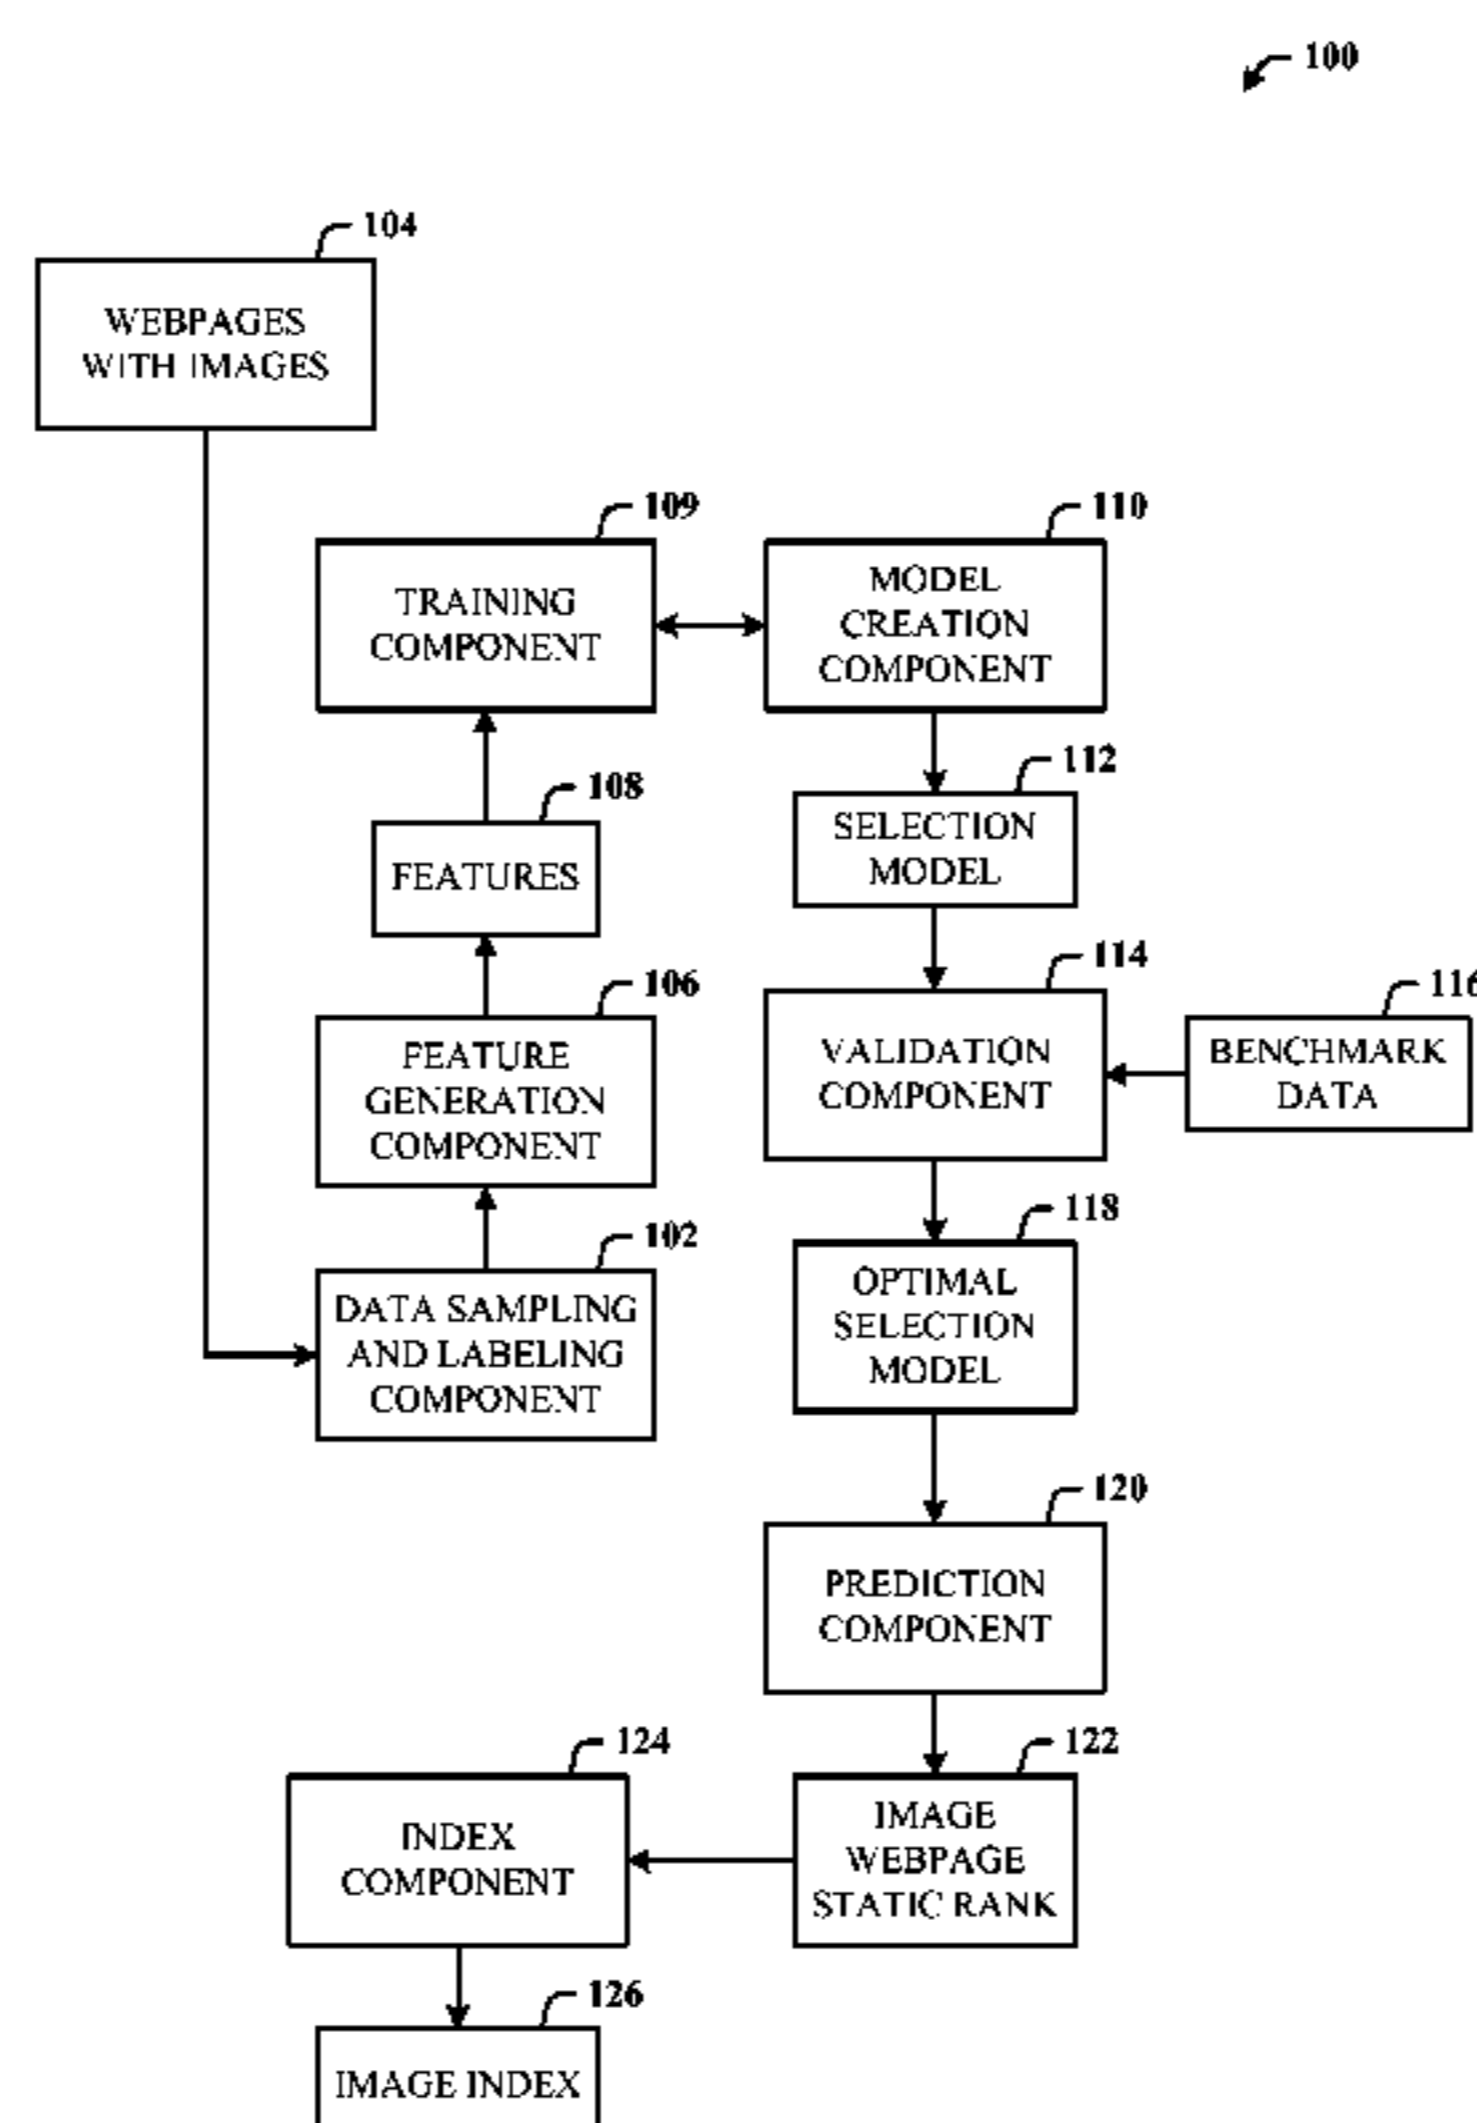 100
104
WEBPAGES
WITH IMAGES
109
TRAINING
COMPONENT
110
MODEL
CREATION
COMPONENT
108
FEATURES
112
SELECTION
MODEL
106
FEATURE
GENERATION
COMPONENT
114
VALIDATION
COMPONENT
116
BENCHMARK
DATA
102
DATA SAMPLING
AND LABELING
COMPONENT
118
OPTIMAL
SELECTION
MODEL
120
PREDICTION
COMPONENT
124
INDEX
COMPONENT
122
IMAGE
WEBPAGE
STATIC RANK
126
IMAGE INDEX